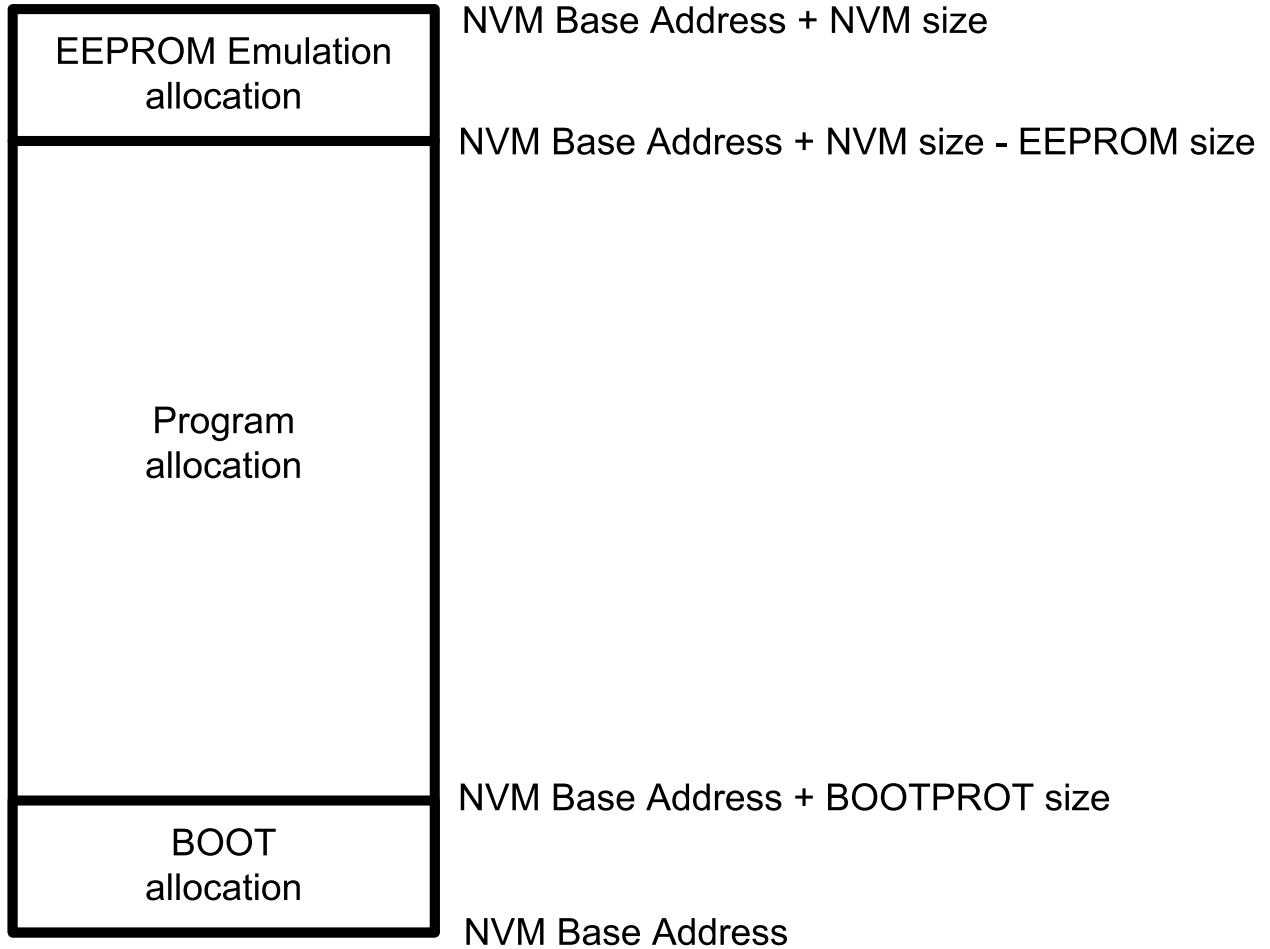 NVM Base Address + NVM size
EEPROM Emulation
allocation
NVM Base Address + NVM size - EEPROM size
Program
allocation
NVM Base Address + BOOTPROT size
BOOT
allocation
NVM Base Address